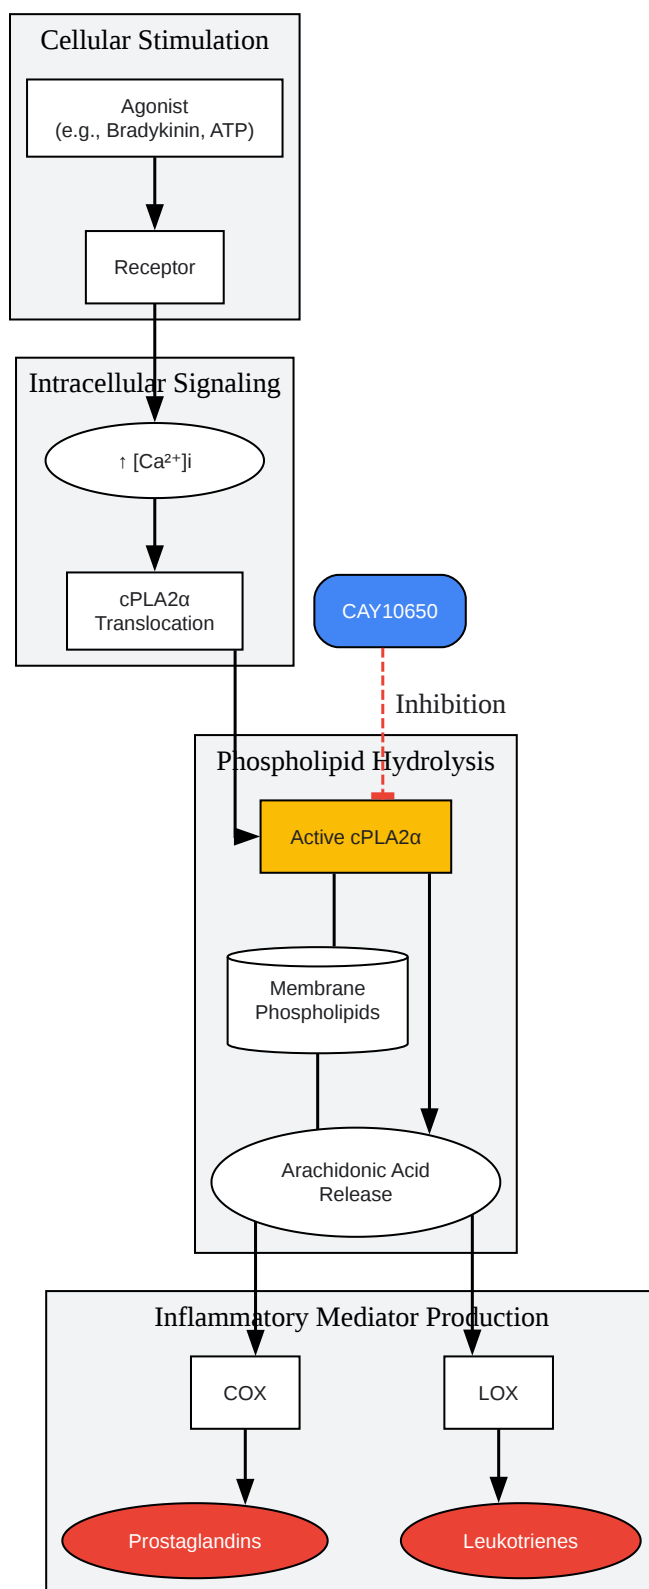 Cellular Stimulation
Agonist
(e.g., Bradykinin, ATP)
Receptor
Intracellular Signaling
↑ [Ca²⁺]i
cPLA2α
Translocation
CAY10650
Inhibition
Phospholipid Hydrolysis
Active cPLA2α
Membrane
Phospholipids
Arachidonic Acid
Release
Inflammatory Mediator Production
COX
LOX
Prostaglandins
Leukotrienes